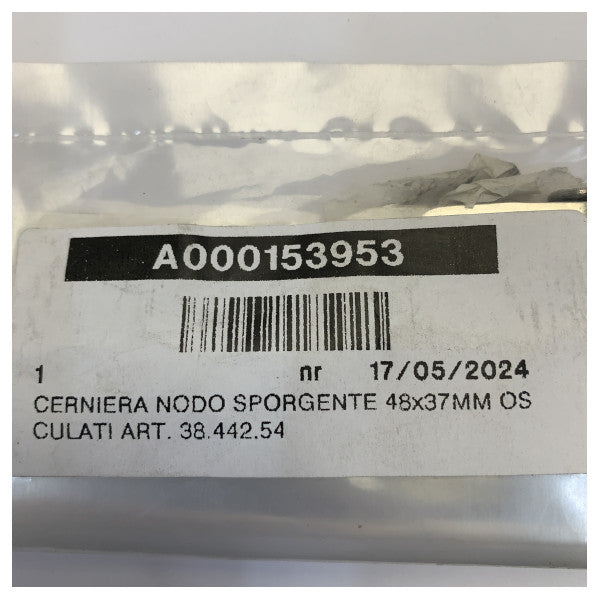 A000153953
1 nr 17/05/2024
CERNIERA NODO SPORGENTE 48x37MM OS
CULATI ART. 38.442.54